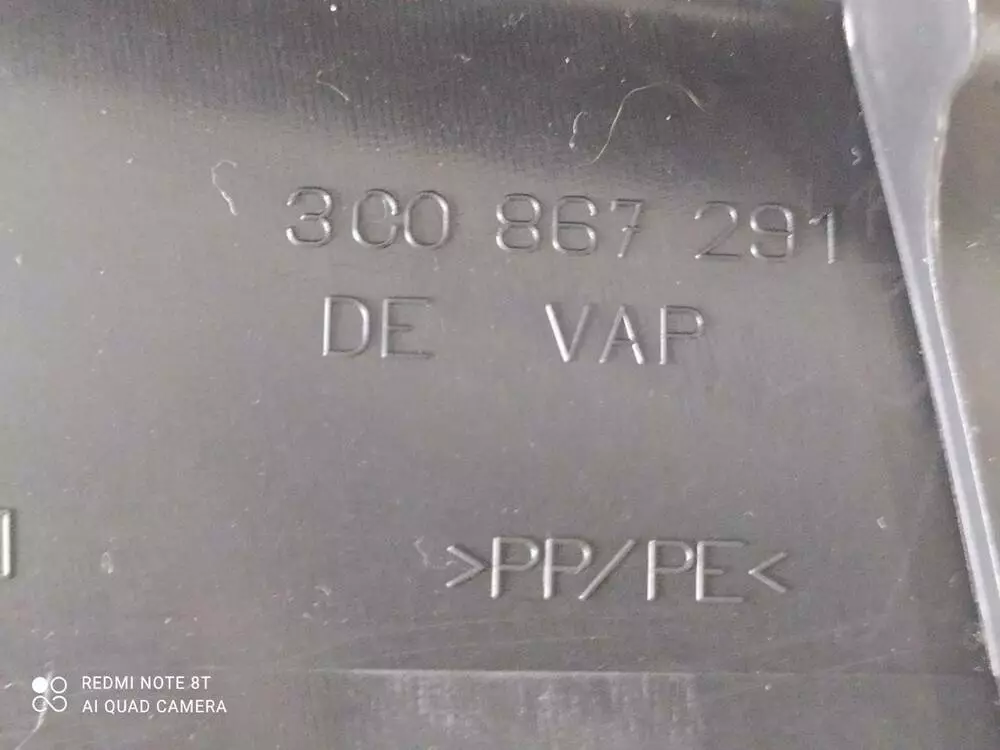 3C0 867 291
DE VAP
>PP/PE<
REDMI NOTE 8T
AI QUAD CAMERA